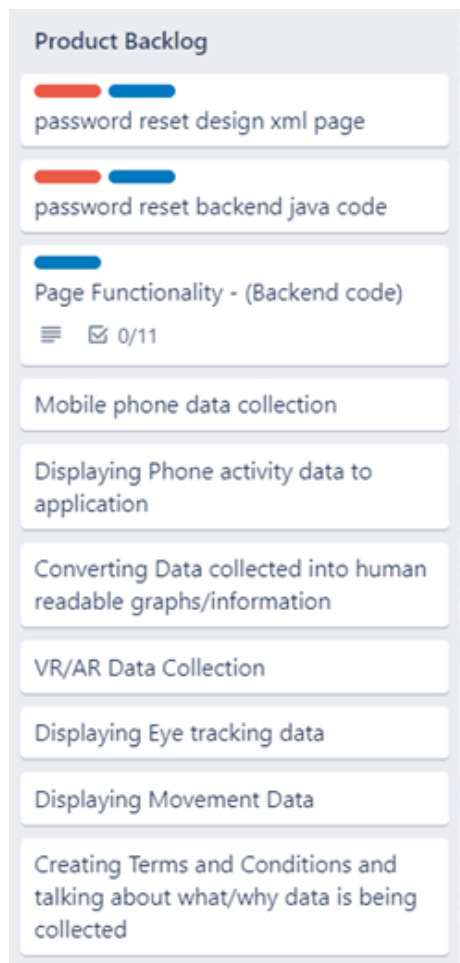 Product Backlog
password reset design xml page
password reset backend java code
Page Functionality - (Backend code)
0/11
Mobile phone data collection
Displaying Phone activity data to
application
Converting Data collected into human
readable graphs/information
VR/AR Data Collection
Displaying Eye tracking data
Displaying Movement Data
Creating Terms and Conditions and
talking about what/why data is being
collected